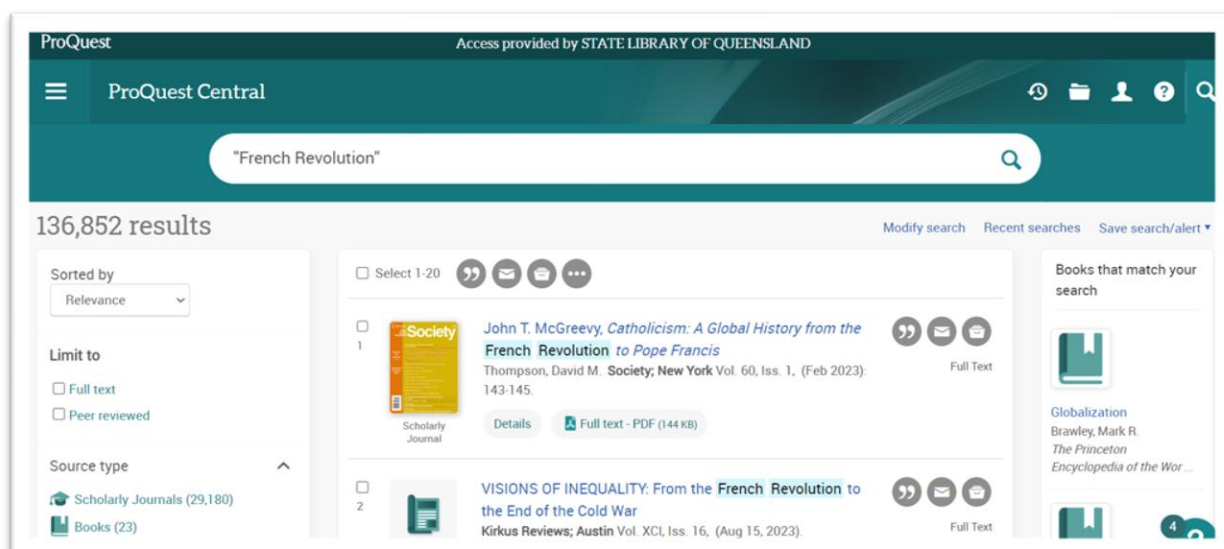 ProQuest
Access provided by STATE LIBRARY OF QUEENSLAND
ProQuest Central
"French Revolution"
136,852 results
Modify search
Recent searches
Save search/alert
Sorted by
Relevance
Limit to
Full text
Peer reviewed
Source type
Scholarly Journals (29,180)
Books (23)
Select 1-20
1
Society
Scholarly
Journal
John T. McGreevy, Catholicism: A Global History from the
French Revolution to Pope Francis
Thompson, David M. Society; New York Vol. 60, Iss. 1, (Feb 2023):
143-145.
Details
Full text - PDF (144 KB)
Full Text
2
VISIONS OF INEQUALITY: From the French Revolution to
the End of the Cold War
Kirkus Reviews; Austin Vol. XCI, Iss. 16, (Aug 15, 2023).
Full Text
Books that match your
search
Globalization
Brawley, Mark R.
The Princeton
Encyclopedia of the Wor ...
4